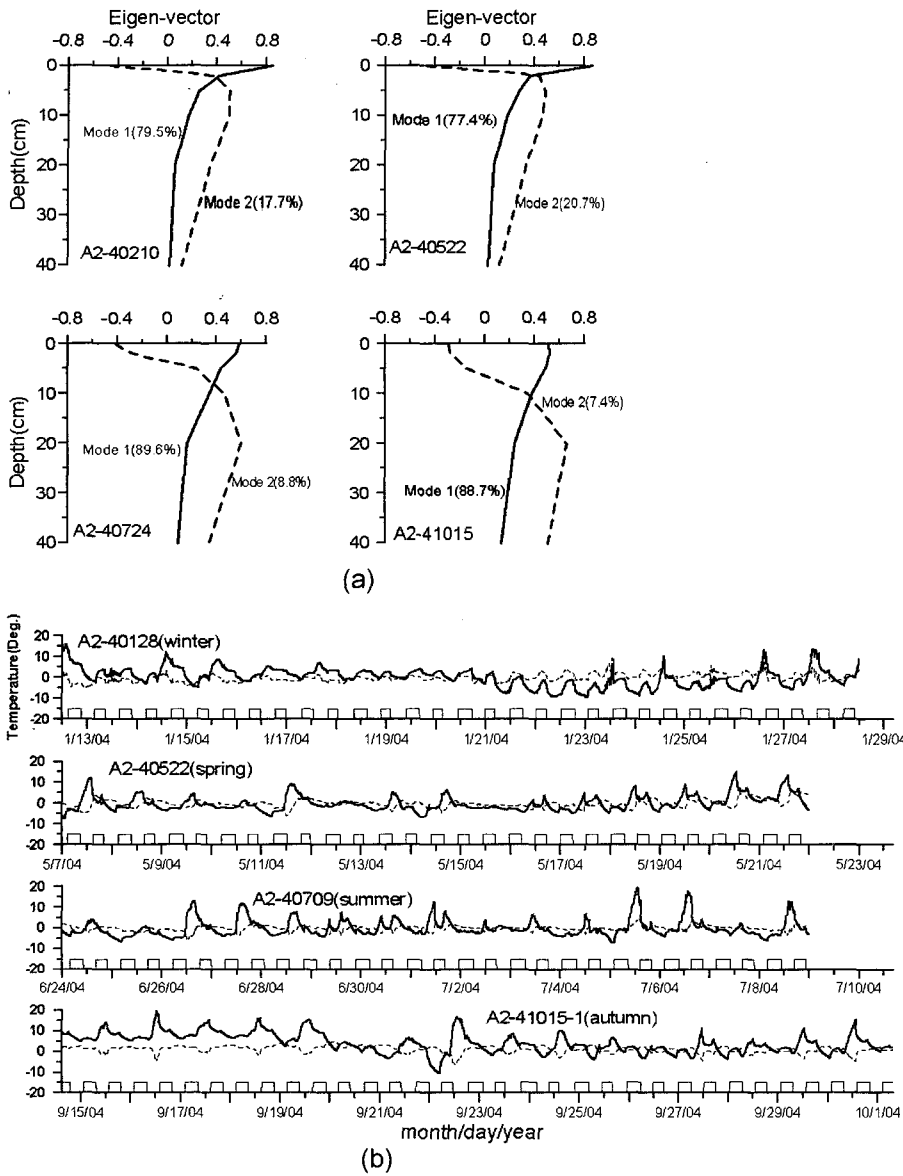 Eigen-vector Eigen-vector
-0.8 -0.4 0 0.4 0.8 -0.8 -0.4 0 0.4 0.8
0
10
20
30
40
Depth(cm)
Mode 1(79.5%)
Mode 2(17.7%)
A2-40210
0
10
20
30
40
Depth(cm)
Mode 1(77.4%)
Mode 2(20.7%)
A2-40522
-0.8 -0.4 0 0.4 0.8 -0.8 -0.4 0 0.4 0.8
0
10
20
30
40
Depth(cm)
Mode 1(89.6%)
Mode 2(8.8%)
A2-40724
0
10
20
30
40
Depth(cm)
Mode 2(7.4%)
Mode 1(88.7%)
A2-41015
(a)
Temperature(Deg.)
A2-40128(winter)
20
10
0
-10
-20
1/13/04 1/15/04 1/17/04 1/19/04 1/21/04 1/23/04 1/25/04 1/27/04 1/29/04
A2-40522(spring)
20
10
0
-10
-20
5/7/04 5/9/04 5/11/04 5/13/04 5/15/04 5/17/04 5/19/04 5/21/04 5/23/04
A2-40709(summer)
20
10
0
-10
-20
6/24/04 6/26/04 6/28/04 6/30/04 7/2/04 7/4/04 7/6/04 7/8/04 7/10/04
A2-41015-1(autumn)
20
10
0
-10
-20
9/15/04 9/17/04 9/19/04 9/21/04 9/23/04 9/25/04 9/27/04 9/29/04 10/1/04
month/day/year
(b)